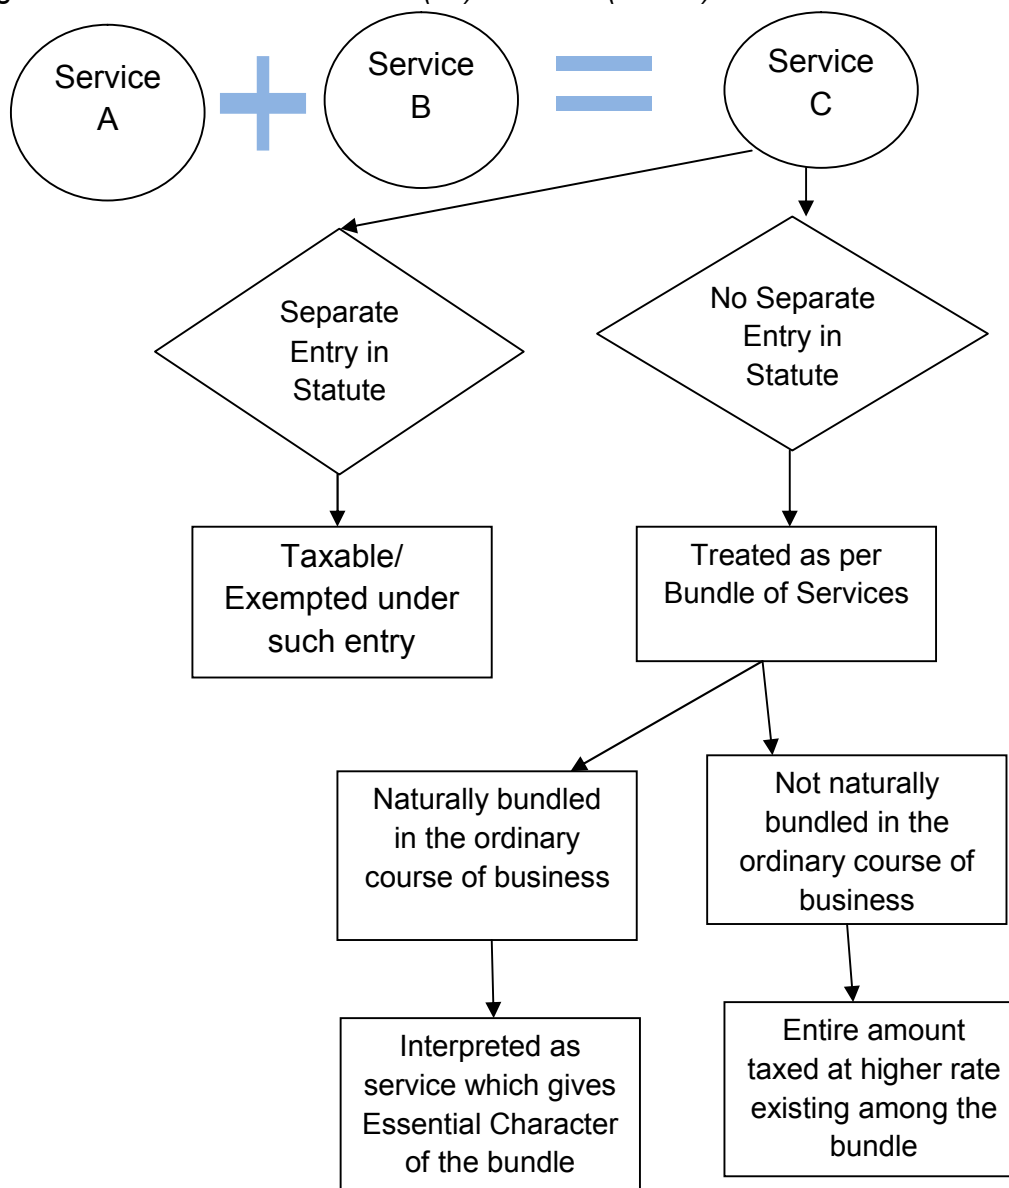 Service
A
Service
B
Service
C
Separate
Entry in
Statute
No Separate
Entry in
Statute
Taxable/
Exempted under
such entry
Treated as per
Bundle of Services
Naturally bundled
in the ordinary
course of business
Not naturally
bundled in the
ordinary course of
business
Interpreted as
service which gives
Essential Character
of the bundle
Entire amount
taxed at higher rate
existing among the
bundle